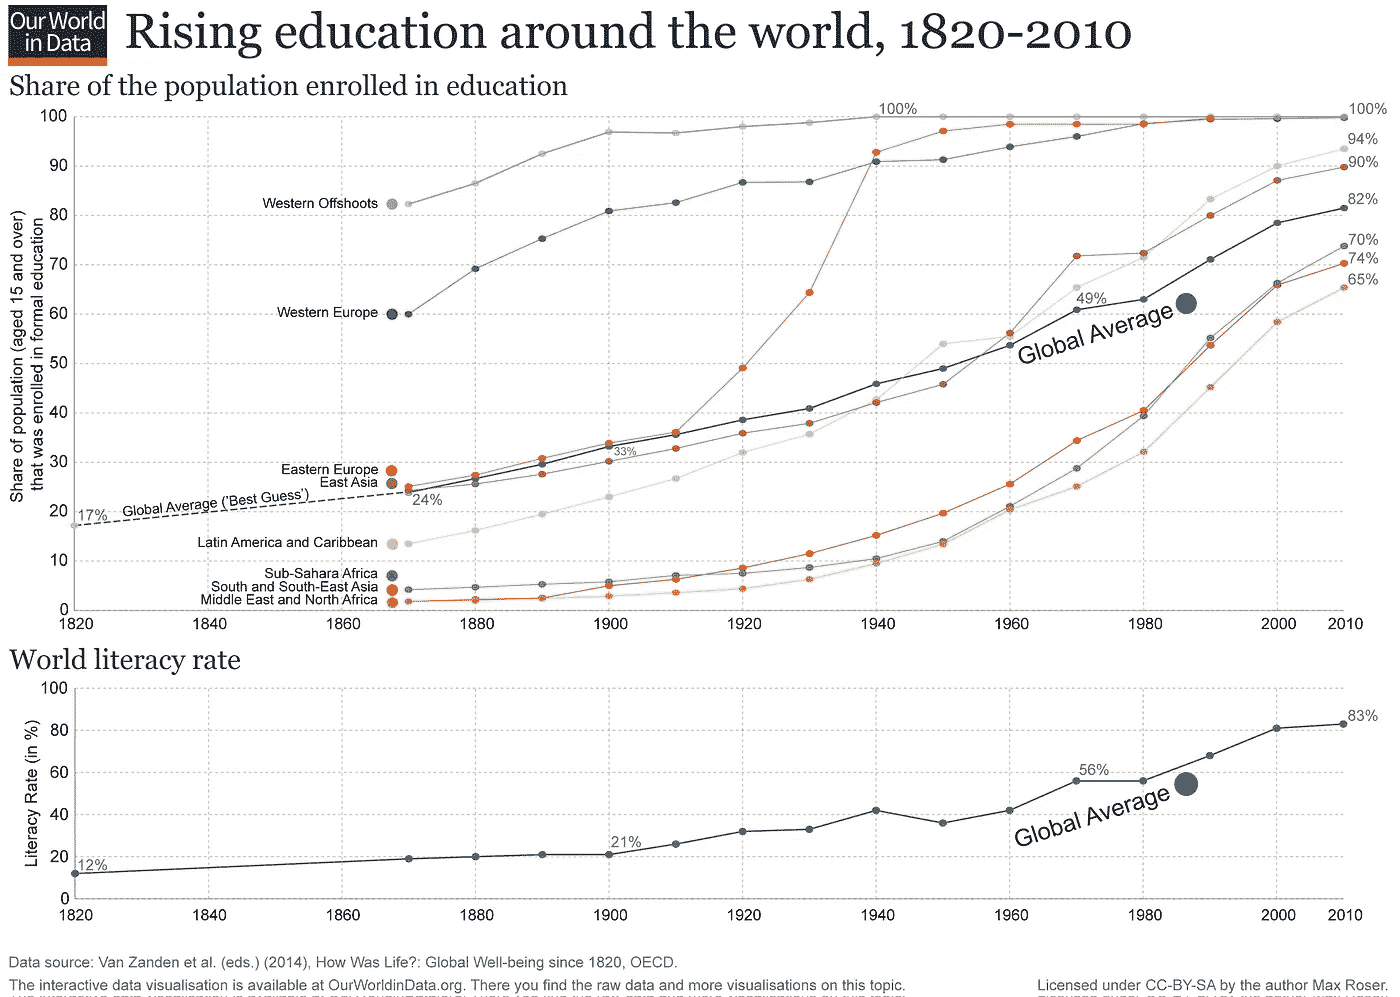 Our World
in Data
Rising education around the world, 1820-2010
Share of the population enrolled in education
Share of population (aged 15 and over)
that was enrolled in formal education
100
90
80
70
60
50
40
30
20
10
0
100%
100%
94%
90%
82%
70%
74%
65%
Western Offshoots
Western Europe
49%
Global Average
33%
Eastern Europe
East Asia
24%
Global Average ('Best Guess')
17%
Latin America and Caribbean
Sub-Sahara Africa
South and South-East Asia
Middle East and North Africa
1820 1840 1860 1880 1900 1920 1940 1960 1980 2000 2010
World literacy rate
Literacy Rate (in %)
100
80
60
40
20
0
83%
56%
Global Average
21%
12%
1820 1840 1860 1880 1900 1920 1940 1960 1980 2000 2010
Data source: Van Zanden et al. (eds.) (2014), How Was Life?: Global Well-being since 1820, OECD.
The interactive data visualisation is available at OurWorldinData.org. There you find the raw data and more visualisations on this topic.
Licensed under CC-BY-SA by the author Max Roser.